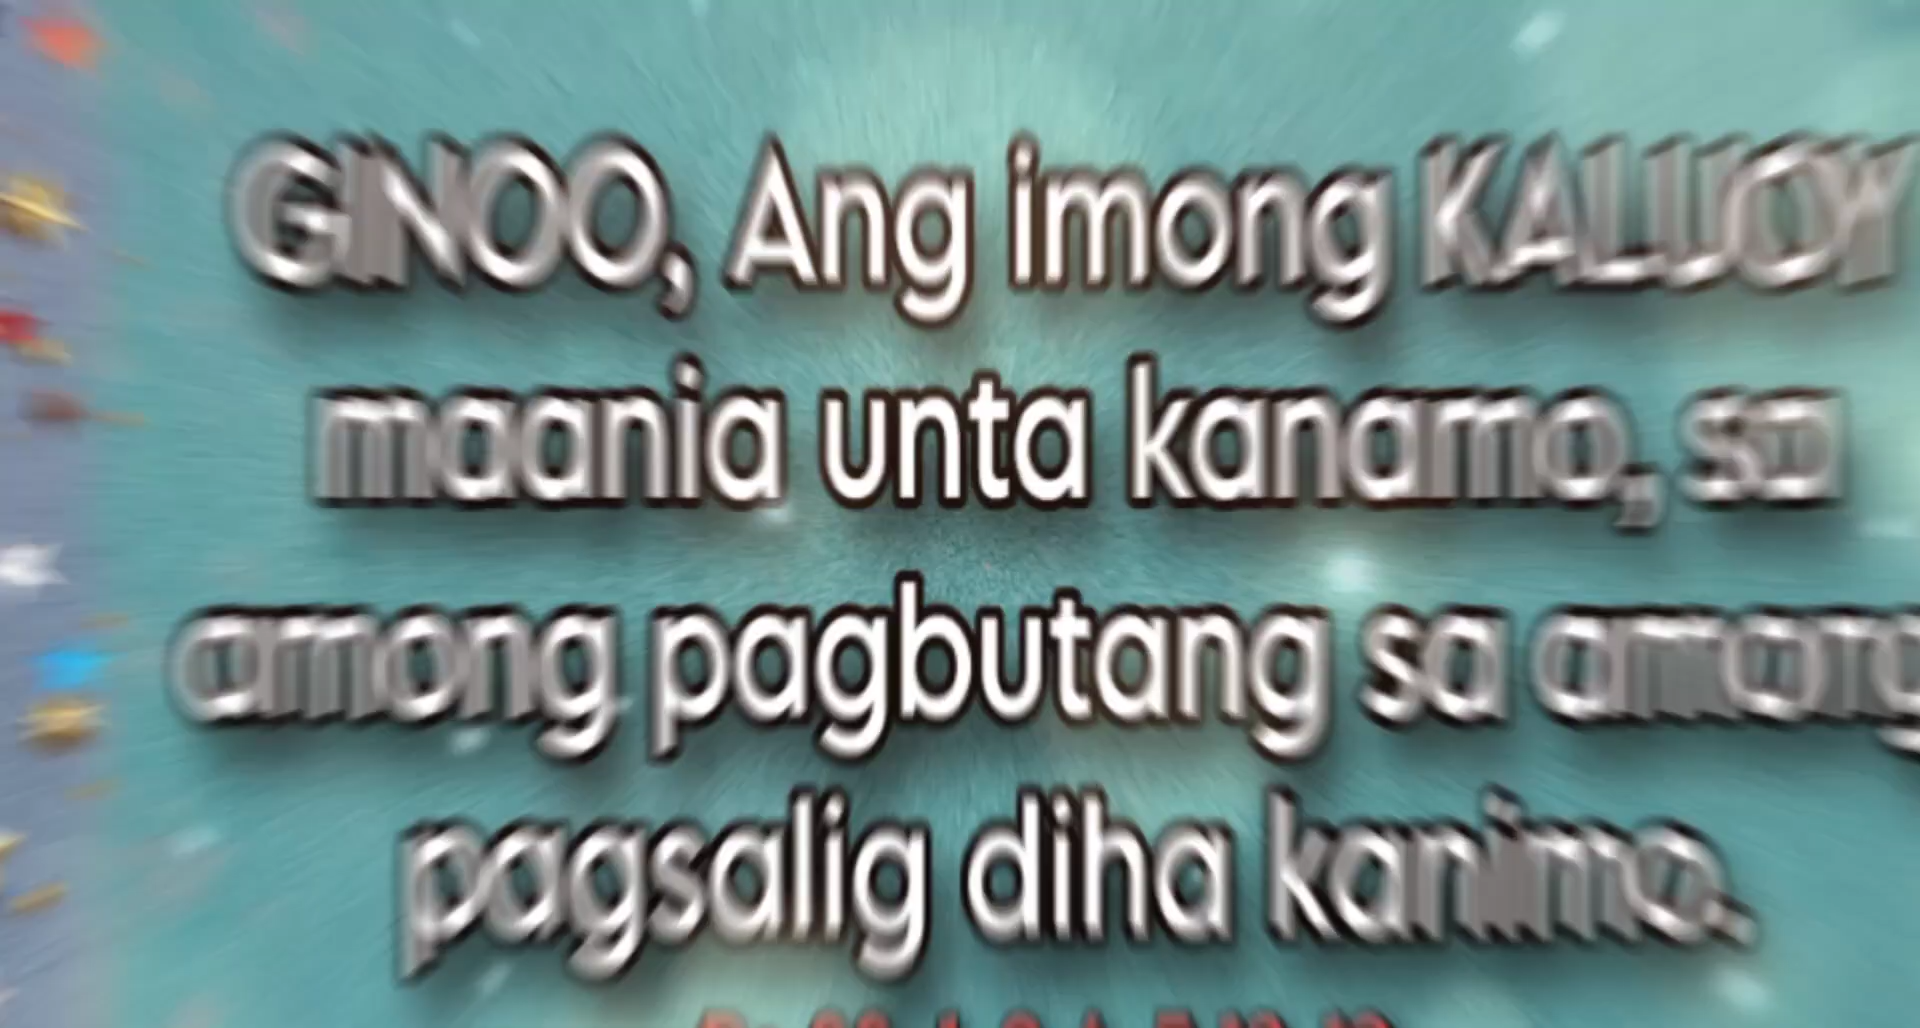 GINOO, Ang imong KALUOY
maania unta kanamo, sa
among pagbutang sa among
pagsalig diha kanimo.